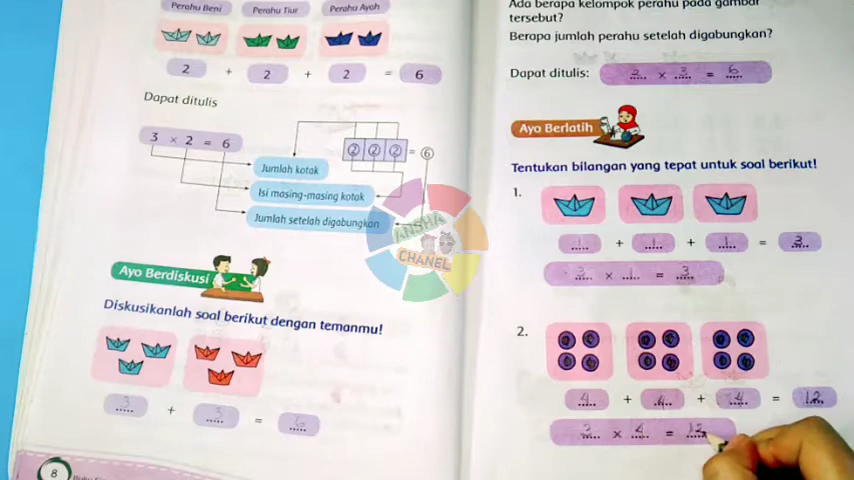 Perahu Beni Perahu Tiur Perahu Ayah
2 + 2 + 2 = 6
Dapat ditulis
3 × 2 = 6
2 2 2 = 6
Jumlah kotak
Isi masing-masing kotak
Jumlah setelah digabungkan
Ayo Berdiskusi
Diskusikanlah soal berikut dengan temanmu!
3 + 3 = 6
8
Ada berapa kelompok perahu pada gambar
tersebut?
Berapa jumlah perahu setelah digabungkan?
Dapat ditulis: 2 × 3 = 6
Ayo Berlatih
Tentukan bilangan yang tepat untuk soal berikut!
1.
1 + 1 + 1 = 3
3 × 1 = 3
2.
4 + 4 + 4 = 12
3 × 4 = 12
ANSHA
CHANEL